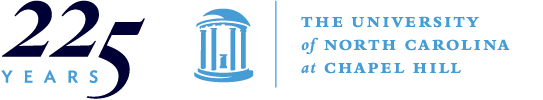 225
YEARS
THE UNIVERSITY
of NORTH CAROLINA
at CHAPEL HILL